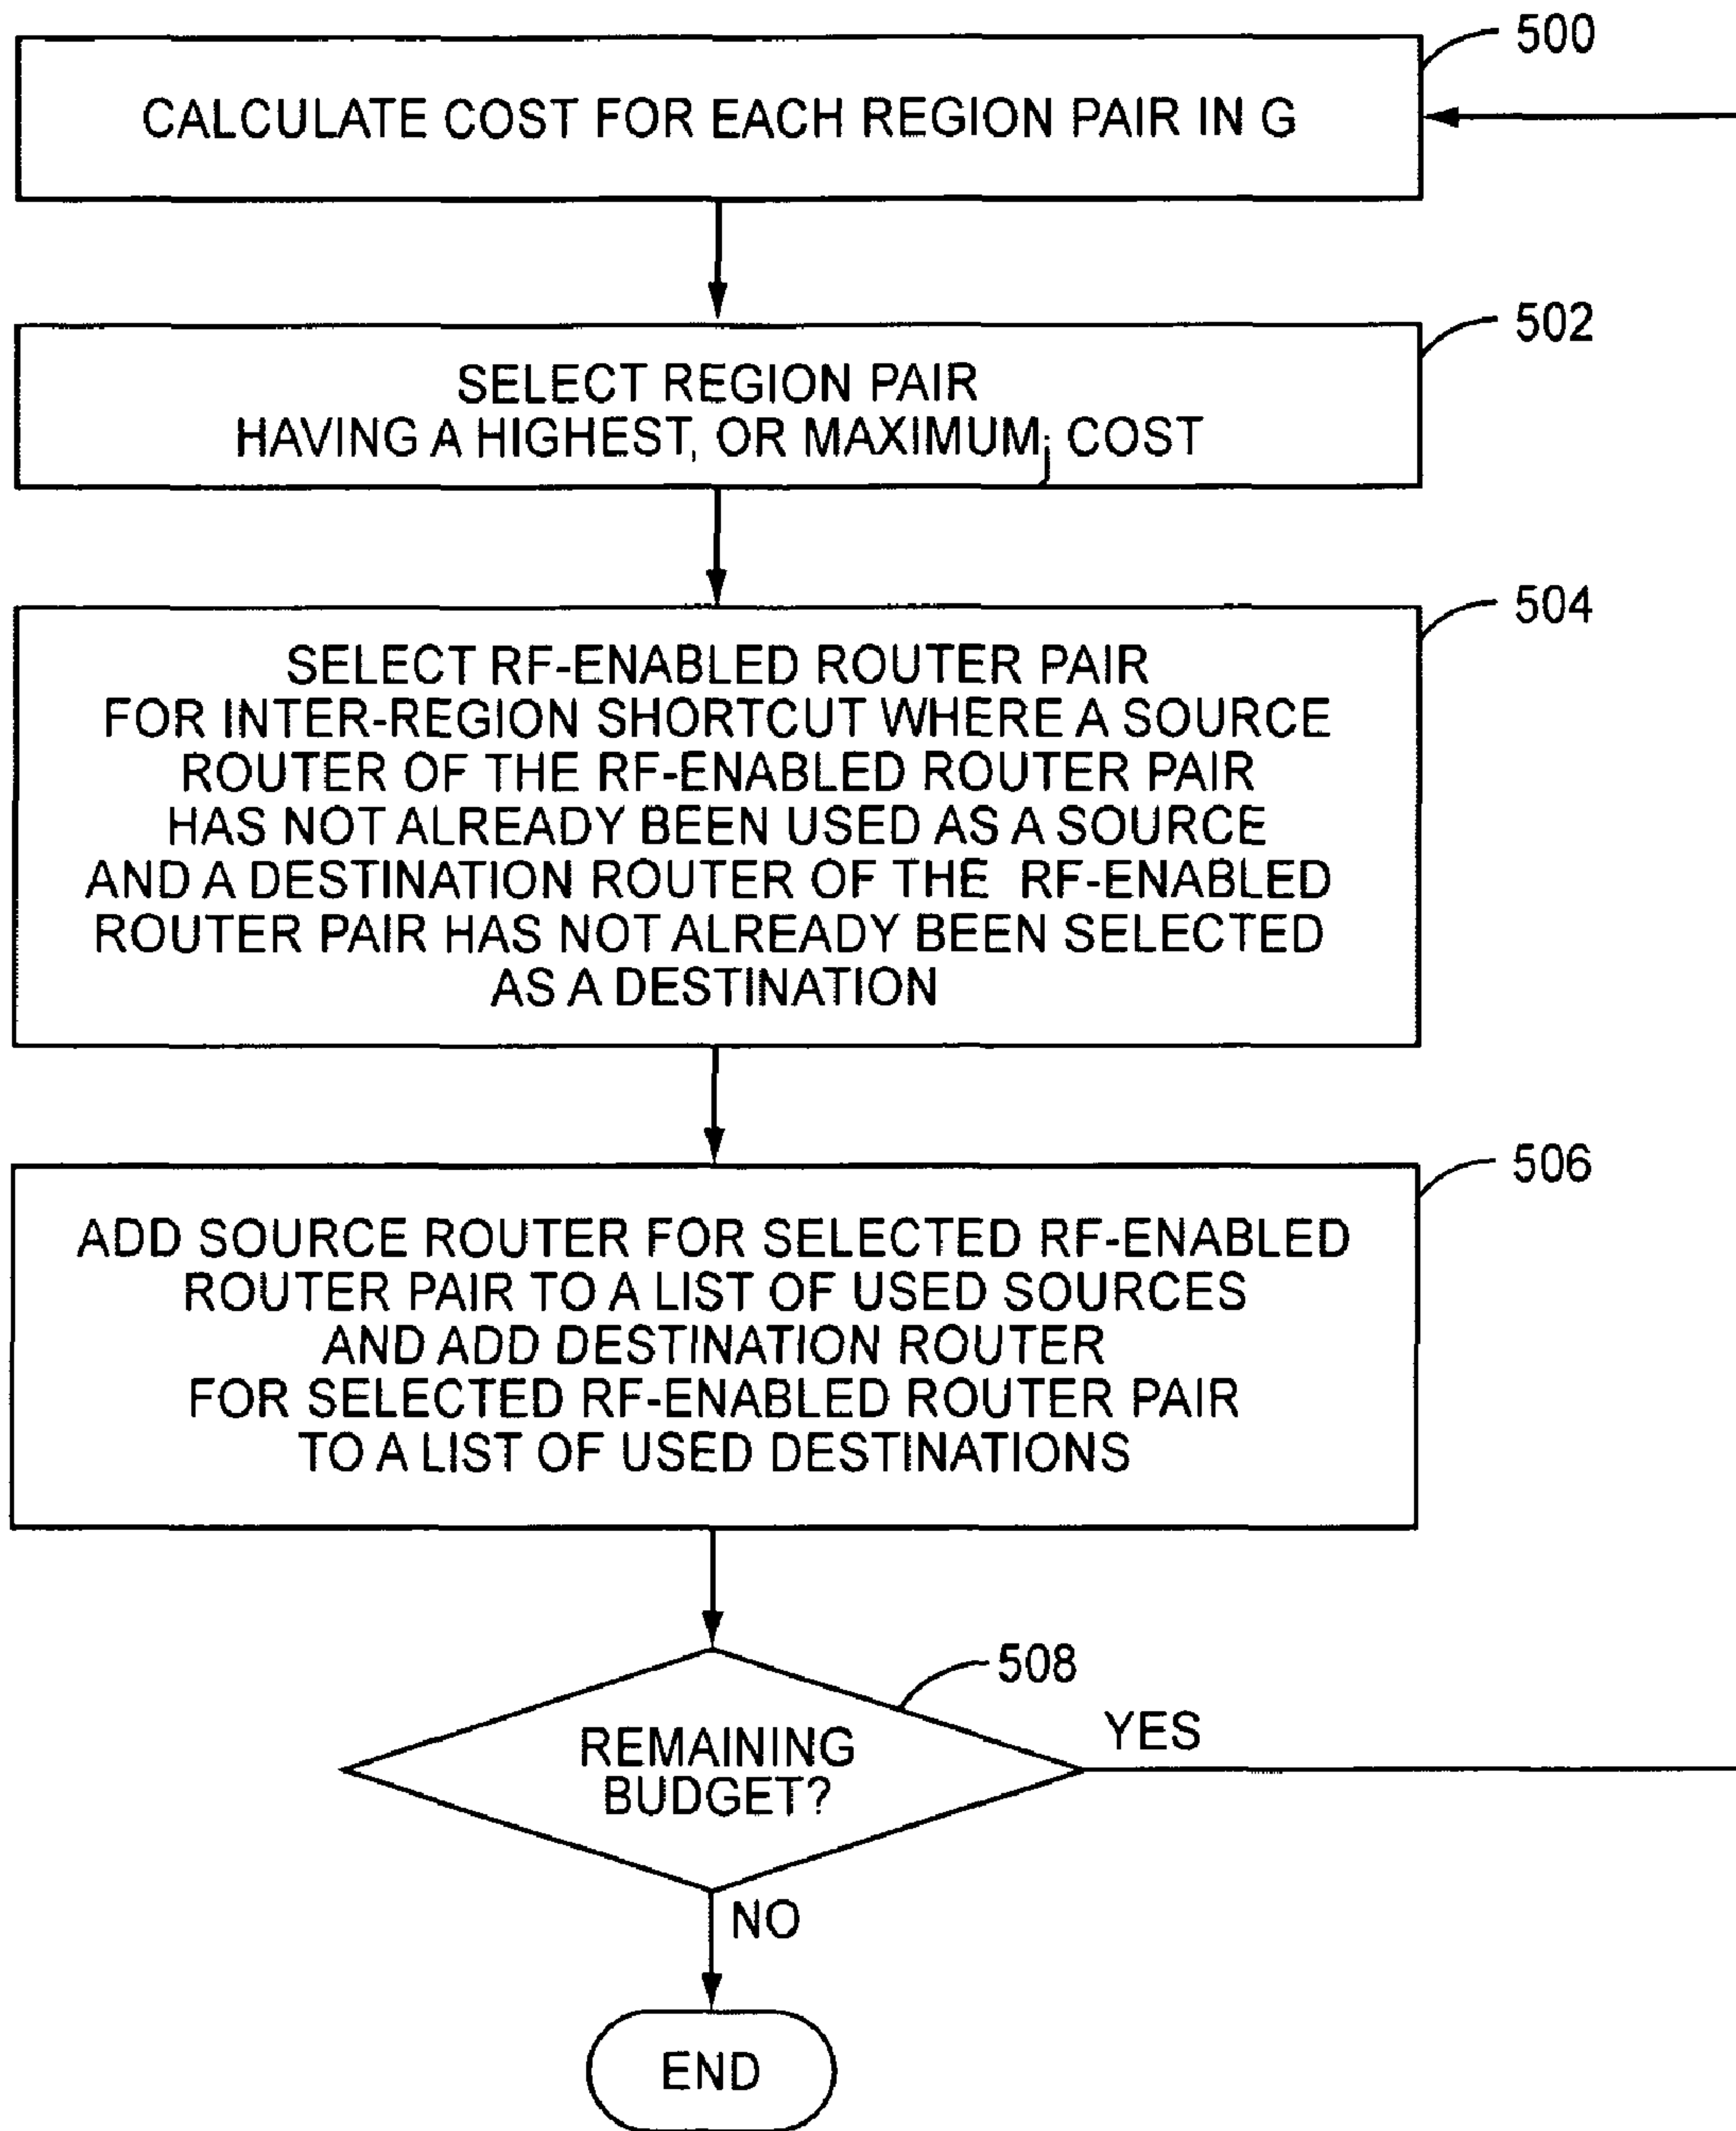 500
CALCULATE COST FOR EACH REGION PAIR IN G
502
SELECT REGION PAIR
HAVING A HIGHEST, OR MAXIMUM, COST
504
SELECT RF-ENABLED ROUTER PAIR
FOR INTER-REGION SHORTCUT WHERE A SOURCE
ROUTER OF THE RF-ENABLED ROUTER PAIR
HAS NOT ALREADY BEEN USED AS A SOURCE
AND A DESTINATION ROUTER OF THE RF-ENABLED
ROUTER PAIR HAS NOT ALREADY BEEN SELECTED
AS A DESTINATION
506
ADD SOURCE ROUTER FOR SELECTED RF-ENABLED
ROUTER PAIR TO A LIST OF USED SOURCES
AND ADD DESTINATION ROUTER
FOR SELECTED RF-ENABLED ROUTER PAIR
TO A LIST OF USED DESTINATIONS
508
REMAINING
BUDGET?
YES
NO
END